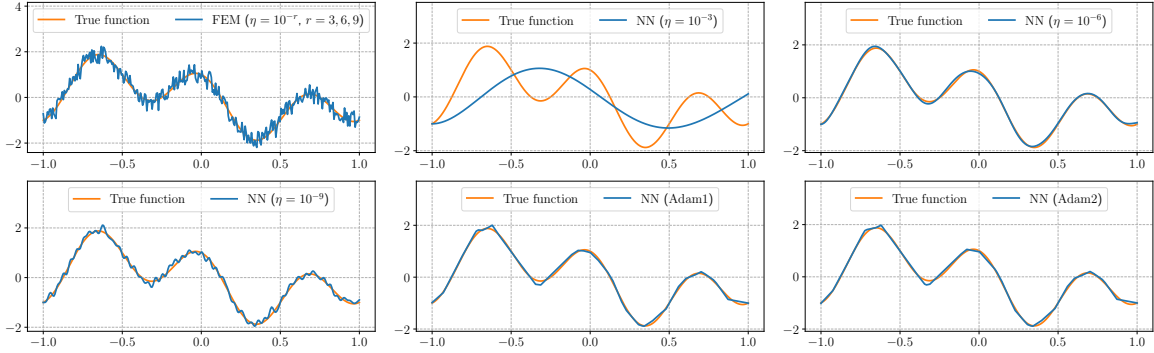 True function FEM (η = 10⁻ʳ, r = 3, 6, 9)
4
2
0
−2
−1.0 −0.5 0.0 0.5 1.0
True function NN (η = 10⁻³)
2
0
−2
−1.0 −0.5 0.0 0.5 1.0
True function NN (η = 10⁻⁶)
2
0
−2
−1.0 −0.5 0.0 0.5 1.0
True function NN (η = 10⁻⁹)
2
0
−2
−1.0 −0.5 0.0 0.5 1.0
True function NN (Adam1)
2
0
−2
−1.0 −0.5 0.0 0.5 1.0
True function NN (Adam2)
2
0
−2
−1.0 −0.5 0.0 0.5 1.0